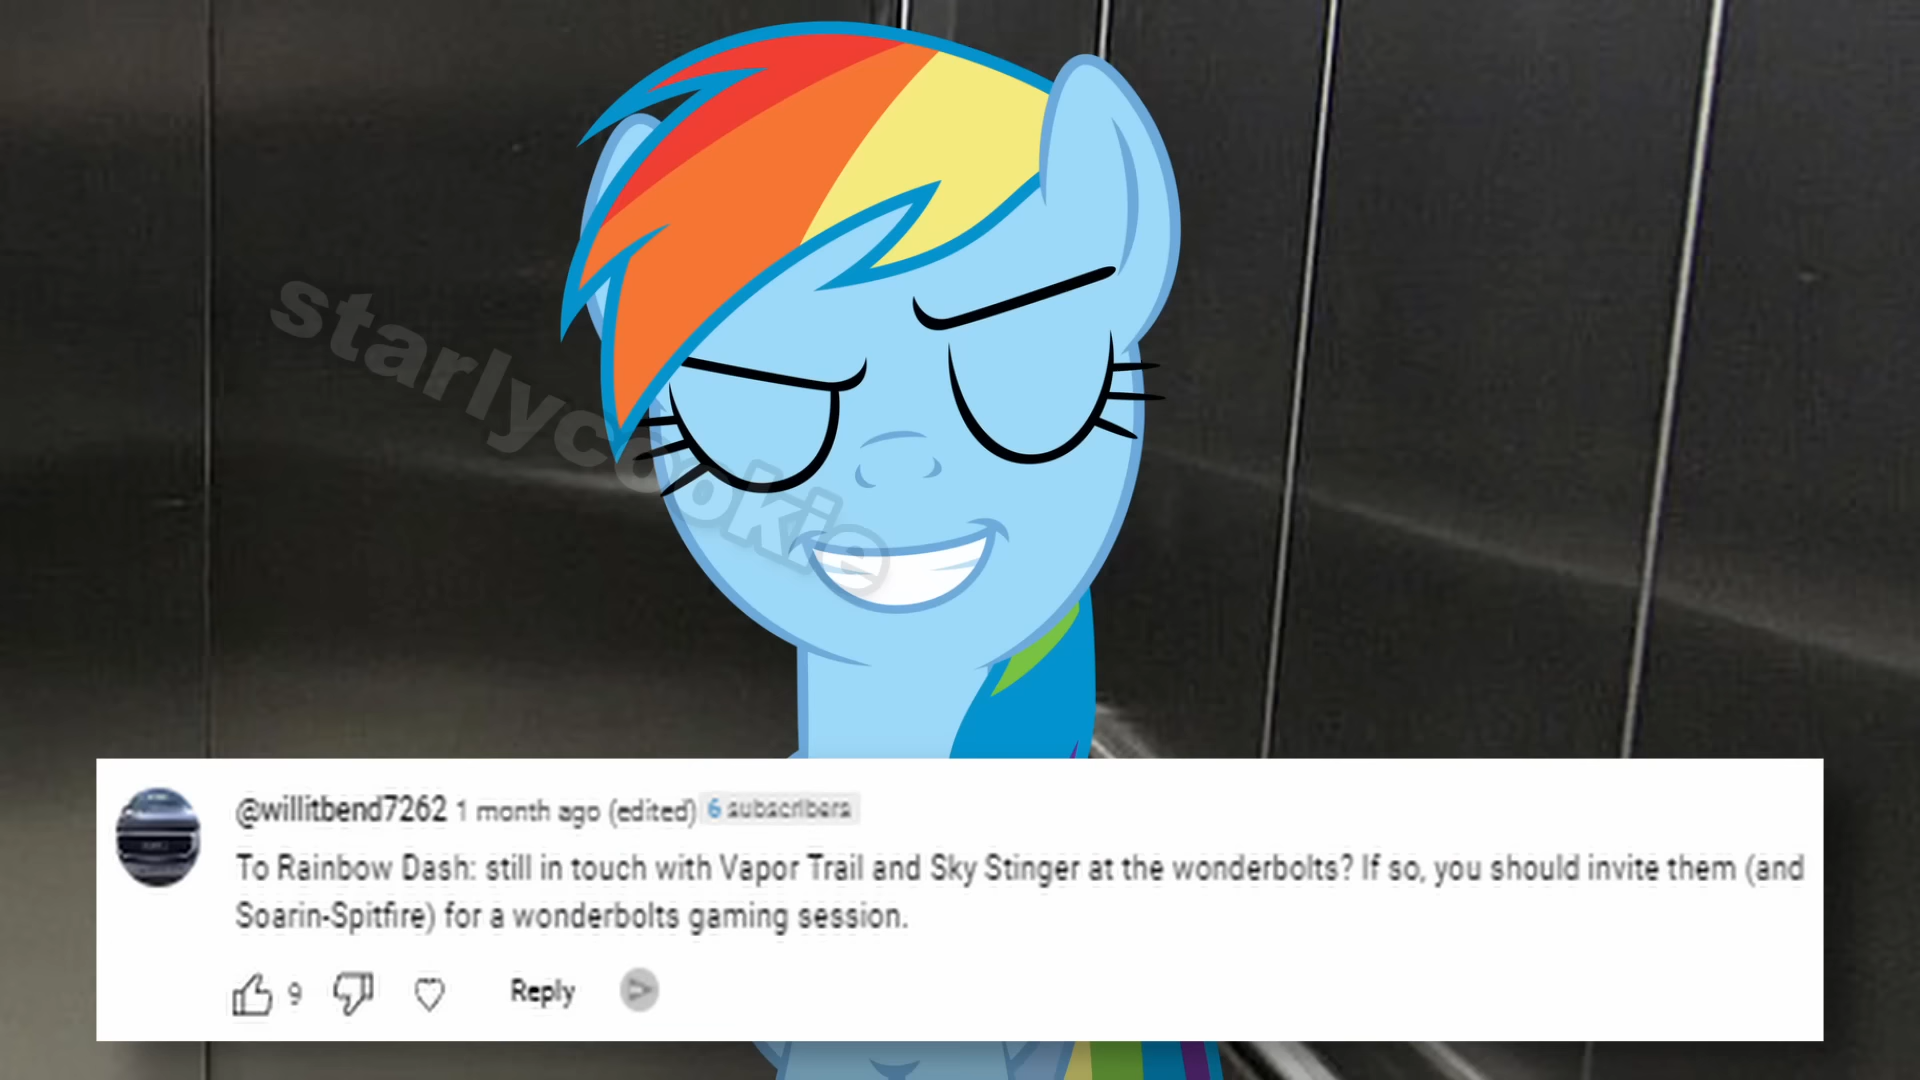 starlycookie
@willitbend7262 1 month ago (edited) 6 subscribers
To Rainbow Dash: still in touch with Vapor Trail and Sky Stinger at the wonderbolts? If so, you should invite them (and
Soarin-Spitfire) for a wonderbolts gaming session.
9 Reply